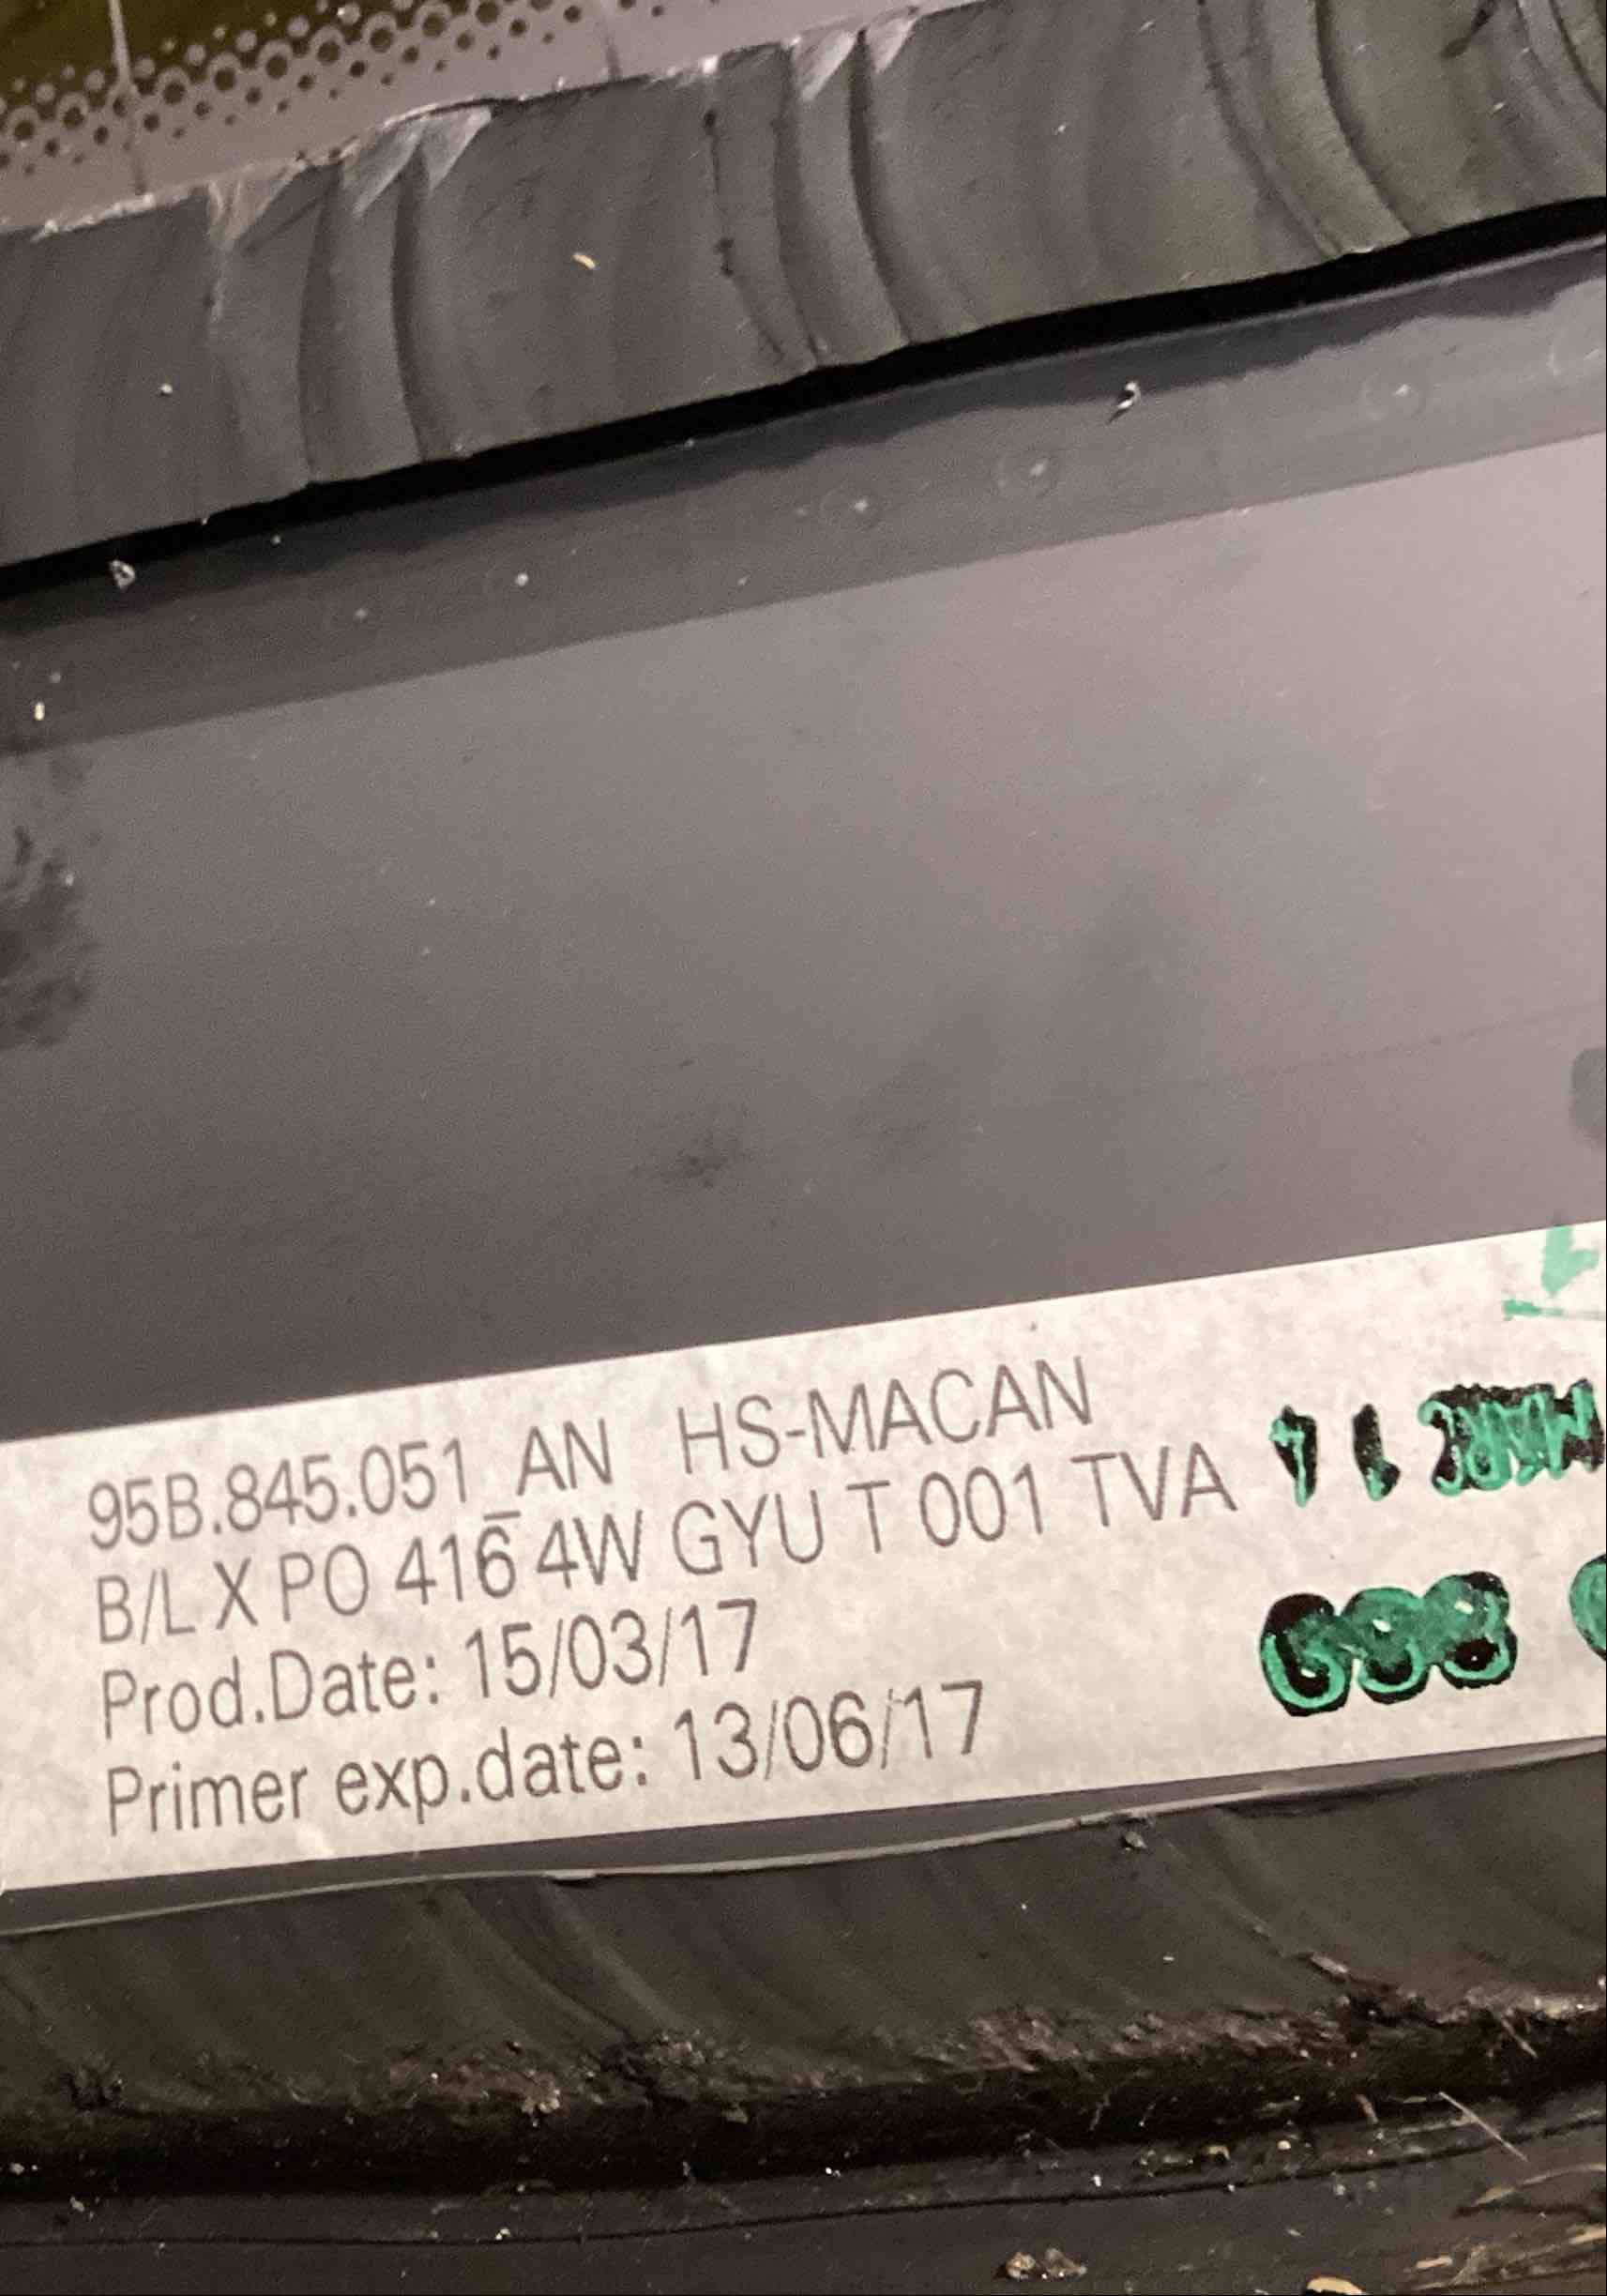 95B.845.051_AN HS-MACAN
B/L X PO 416 4W GYU T 001 TVA
Prod.Date: 15/03/17
Primer exp.date: 13/06/17